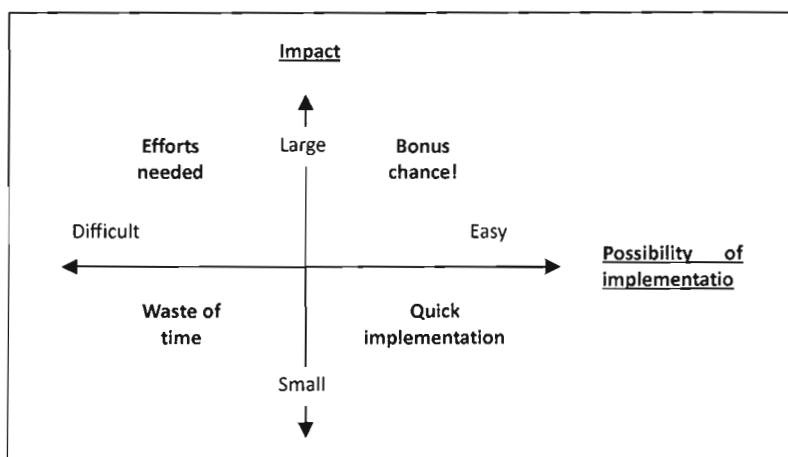 Impact
Large
Efforts
needed
Bonus
chance!
Difficult
Easy
Possibility of
implementatio
Waste of
time
Quick
implementation
Small